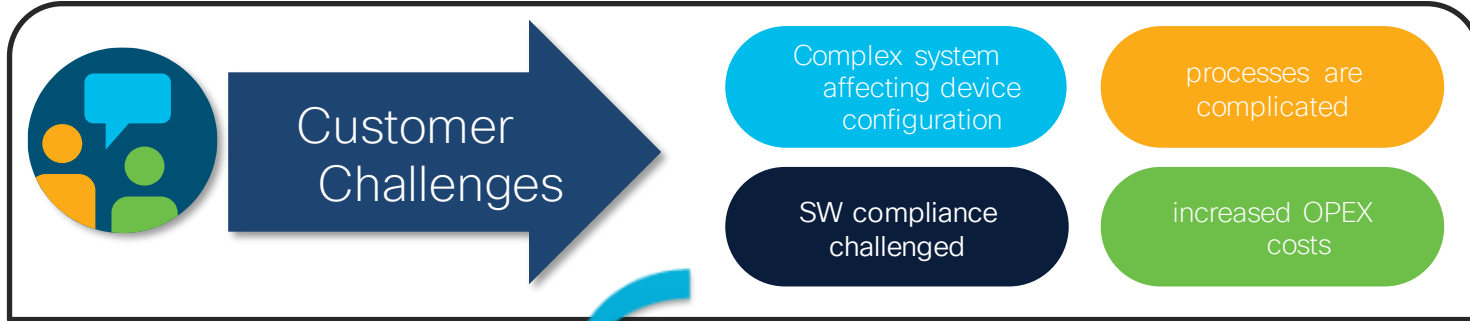 Customer
Challenges
Complex system
affecting device
configuration
processes are
complicated
SW compliance
challenged
increased OPEX
costs